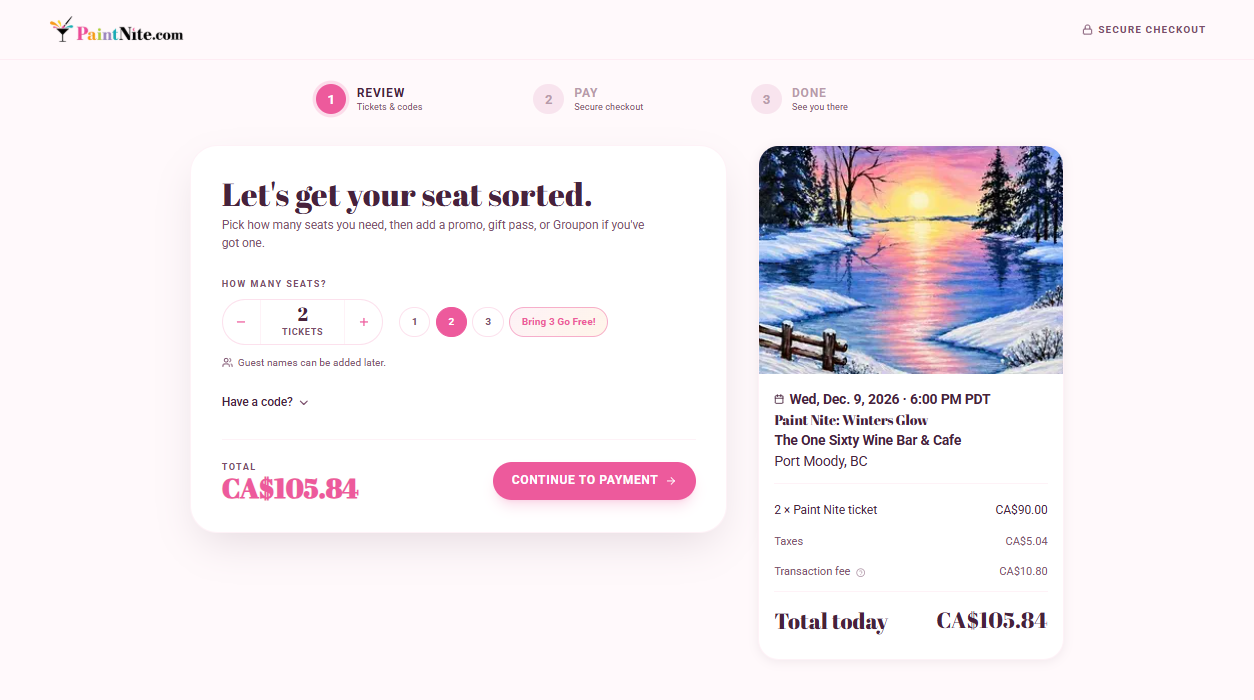 PaintNite.com
SECURE CHECKOUT
1
REVIEW
Tickets & codes
2
PAY
Secure checkout
3
DONE
See you there
Let's get your seat sorted.
Pick how many seats you need, then add a promo, gift pass, or Groupon if you've
got one.
HOW MANY SEATS?
−
2
TICKETS
+
1
2
3
Bring 3 Go Free!
Guest names can be added later.
Have a code?
TOTAL
CA$105.84
CONTINUE TO PAYMENT →
Wed, Dec. 9, 2026 · 6:00 PM PDT
Paint Nite: Winters Glow
The One Sixty Wine Bar & Cafe
Port Moody, BC
2 × Paint Nite ticket CA$90.00
Taxes CA$5.04
Transaction fee CA$10.80
Total today CA$105.84